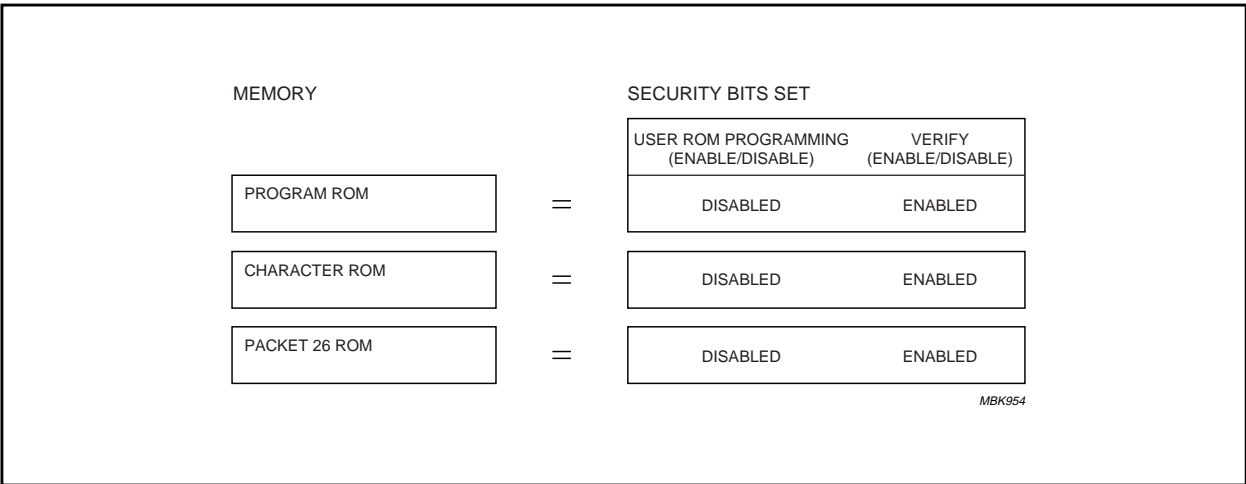 MEMORY
SECURITY BITS SET
USER ROM PROGRAMMING
(ENABLE/DISABLE)
VERIFY
(ENABLE/DISABLE)
PROGRAM ROM
=
DISABLED
ENABLED
CHARACTER ROM
=
DISABLED
ENABLED
PACKET 26 ROM
=
DISABLED
ENABLED
MBK954